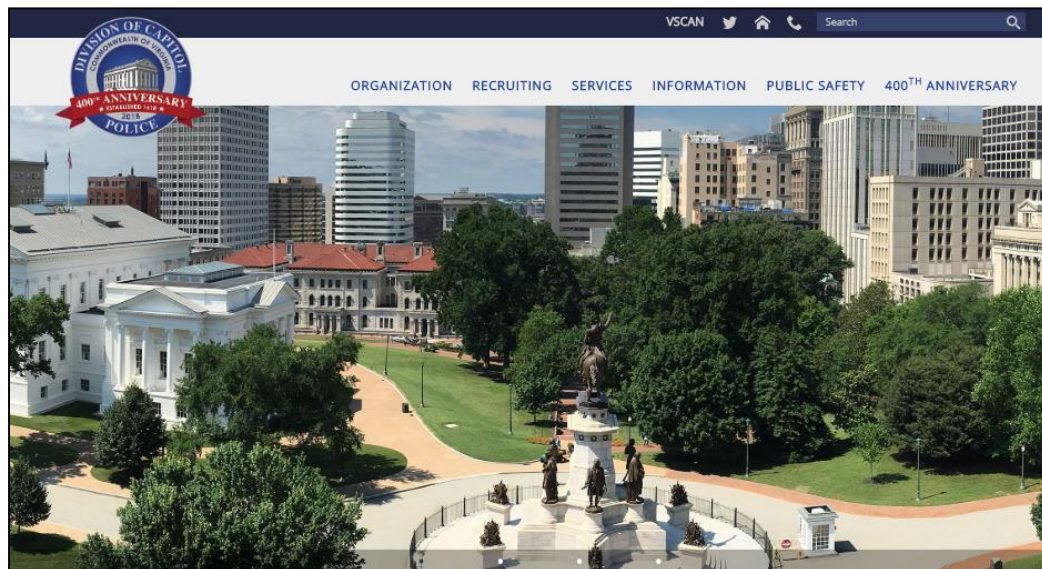 VSCAN
Search
DIVISION OF CAPITOL
COMMONWEALTH OF VIRGINIA
400TH ANNIVERSARY
★ ESTABLISHED 1618 ★
2018
POLICE
ORGANIZATION RECRUITING SERVICES INFORMATION PUBLIC SAFETY 400TH ANNIVERSARY